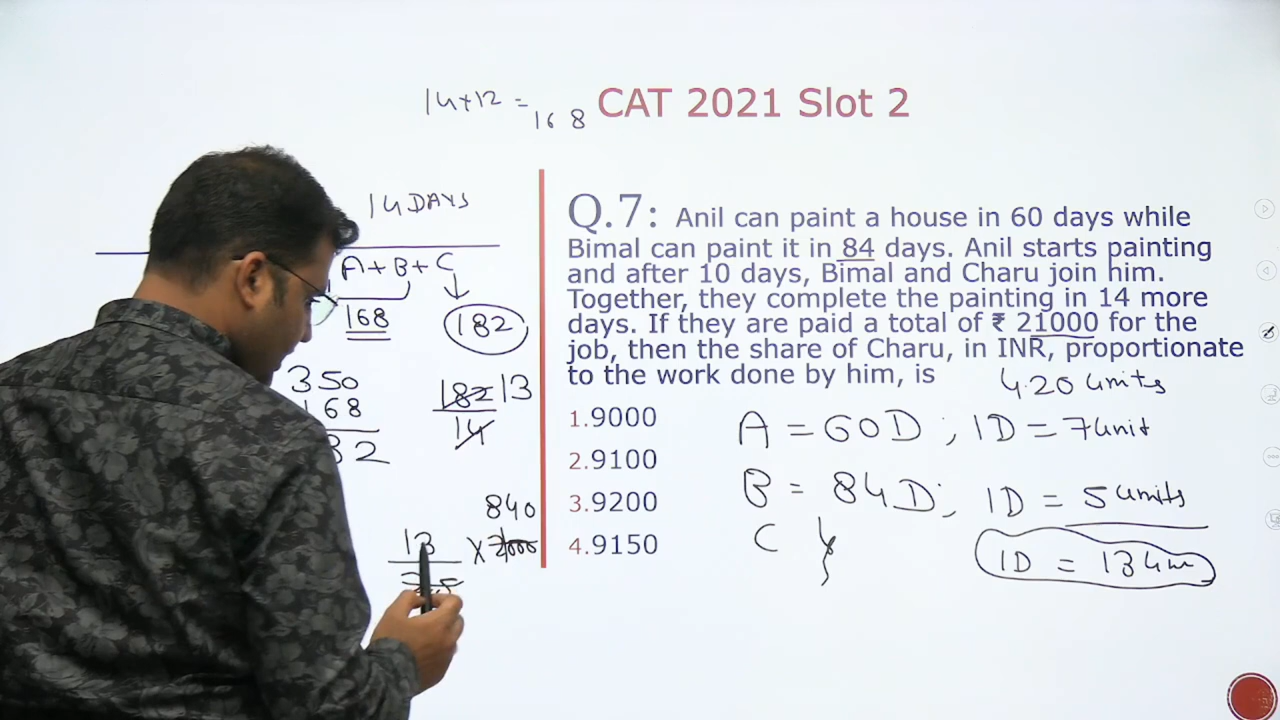 14+12 =
168
CAT 2021 Slot 2
14 DAYS
A+B+C
168
182
350
168
182 13
14
840
13
× 21000
Q.7: Anil can paint a house in 60 days while
Bimal can paint it in 84 days. Anil starts painting
and after 10 days, Bimal and Charu join him.
Together, they complete the painting in 14 more
days. If they are paid a total of ₹ 21000 for the
job, then the share of Charu, in INR, proportionate
to the work done by him, is
420 units
1.9000
2.9100
3.9200
4.9150
A = 60D ; 1D = 7unit
B = 84D; 1D = 5 units
C
1D = 13 un